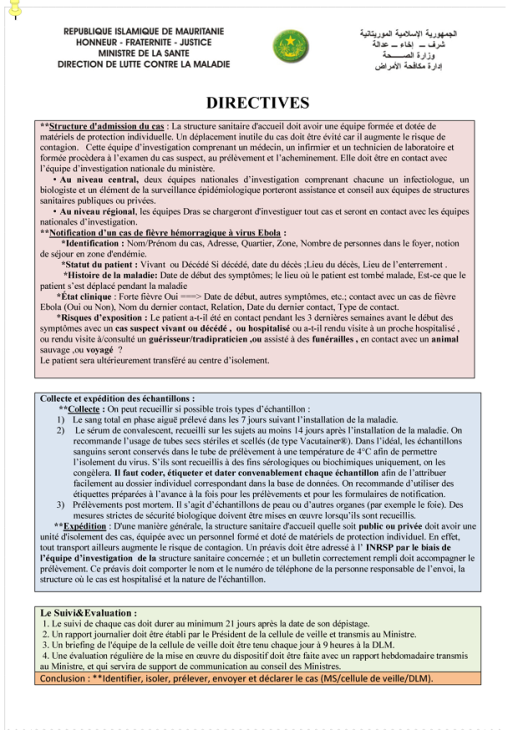 REPUBLIQUE ISLAMIQUE DE MAURITANIE
HONNEUR - FRATERNITE - JUSTICE
MINISTRE DE LA SANTE
DIRECTION DE LUTTE CONTRE LA MALADIE
الجمهورية الإسلامية الموريتانية
شرف – إخاء – عدالة
وزارة الصحة
إدارة مكافحة الأمراض
DIRECTIVES
**Structure d'admission du cas : La structure sanitaire d'accueil doit avoir une équipe formée et dotée de
matériels de protection individuelle. Un déplacement inutile du cas doit être évité car il augmente le risque de
contagion. Cette équipe d'investigation comprenant un médecin, un infirmier et un technicien de laboratoire et
formée procèdera à l'examen du cas suspect, au prélèvement et l'acheminement. Elle doit être en contact avec
l'équipe d'investigation nationale du ministère.
• Au niveau central, deux équipes nationales d'investigation comprenant chacune un infectiologue, un
biologiste et un élément de la surveillance épidémiologique porteront assistance et conseil aux équipes de structures
sanitaires publiques ou privées.
• Au niveau régional, les équipes Dras se chargeront d'investiguer tout cas et seront en contact avec les équipes
nationales d'investigation.
**Notification d'un cas de fièvre hémorragique à virus Ebola :
*Identification : Nom/Prénom du cas, Adresse, Quartier, Zone, Nombre de personnes dans le foyer, notion
de séjour en zone d'endémie.
*Statut du patient : Vivant ou Décédé Si décédé, date du décès ;Lieu du décès, Lieu de l'enterrement .
*Histoire de la maladie: Date de début des symptômes; le lieu où le patient est tombé malade, Est-ce que le
patient s'est déplacé pendant la maladie
*État clinique : Forte fièvre Oui ===> Date de début, autres symptômes, etc.; contact avec un cas de fièvre
Ebola (Oui ou Non), Nom du dernier contact, Relation, Date du dernier contact, Type de contact.
*Risques d'exposition : Le patient a-t-il été en contact pendant les 3 dernières semaines avant le début des
symptômes avec un cas suspect vivant ou décédé , ou hospitalisé ou a-t-il rendu visite à un proche hospitalisé ,
ou rendu visite à/consulté un guérisseur/tradipraticien ,ou assisté à des funérailles , en contact avec un animal
sauvage ,ou voyagé ?
Le patient sera ultérieurement transféré au centre d'isolement.
Collecte et expédition des échantillons :
**Collecte : On peut recueillir si possible trois types d'échantillon :
1) Le sang total en phase aiguë prélevé dans les 7 jours suivant l'installation de la maladie.
2) Le sérum de convalescent, recueilli sur les sujets au moins 14 jours après l'installation de la maladie. On
recommande l'usage de tubes secs stériles et scellés (de type Vacutainer®). Dans l'idéal, les échantillons
sanguins seront conservés dans le tube de prélèvement à une température de 4°C afin de permettre
l'isolement du virus. S'ils sont recueillis à des fins sérologiques ou biochimiques uniquement, on les
congèlera. Il faut coder, étiqueter et dater convenablement chaque échantillon afin de l'attribuer
facilement au dossier individuel correspondant dans la base de données. On recommande d'utiliser des
étiquettes préparées à l'avance à la fois pour les prélèvements et pour les formulaires de notification.
3) Prélèvements post mortem. Il s'agit d'échantillons de peau ou d'autres organes (par exemple le foie). Des
mesures strictes de sécurité biologique doivent être mises en œuvre lorsqu'ils sont recueillis.
**Expédition : D'une manière générale, la structure sanitaire d'accueil quelle soit public ou privée doit avoir une
unité d'isolement des cas, équipée avec un personnel formé et doté de matériels de protection individuel. En effet,
tout transport ailleurs augmente le risque de contagion. Un préavis doit être adressé à l' INRSP par le biais de
l'équipe d'investigation de la structure sanitaire concernée ; et un bulletin correctement rempli doit accompagner le
prélèvement. Ce préavis doit comporter le nom et le numéro de téléphone de la personne responsable de l'envoi, la
structure où le cas est hospitalisé et la nature de l'échantillon.
Le Suivi&Evaluation :
1. Le suivi de chaque cas doit durer au minimum 21 jours après la date de son dépistage.
2. Un rapport journalier doit être établi par le Président de la cellule de veille et transmis au Ministre.
3. Un briefing de l'équipe de la cellule de veille doit être tenu chaque jour à 9 heures à la DLM.
4. Une évaluation régulière de la mise en œuvre du dispositif doit être faite avec un rapport hebdomadaire transmis
au Ministre, et qui servira de support de communication au conseil des Ministres.
Conclusion : **Identifier, isoler, prélever, envoyer et déclarer le cas (MS/cellule de veille/DLM).